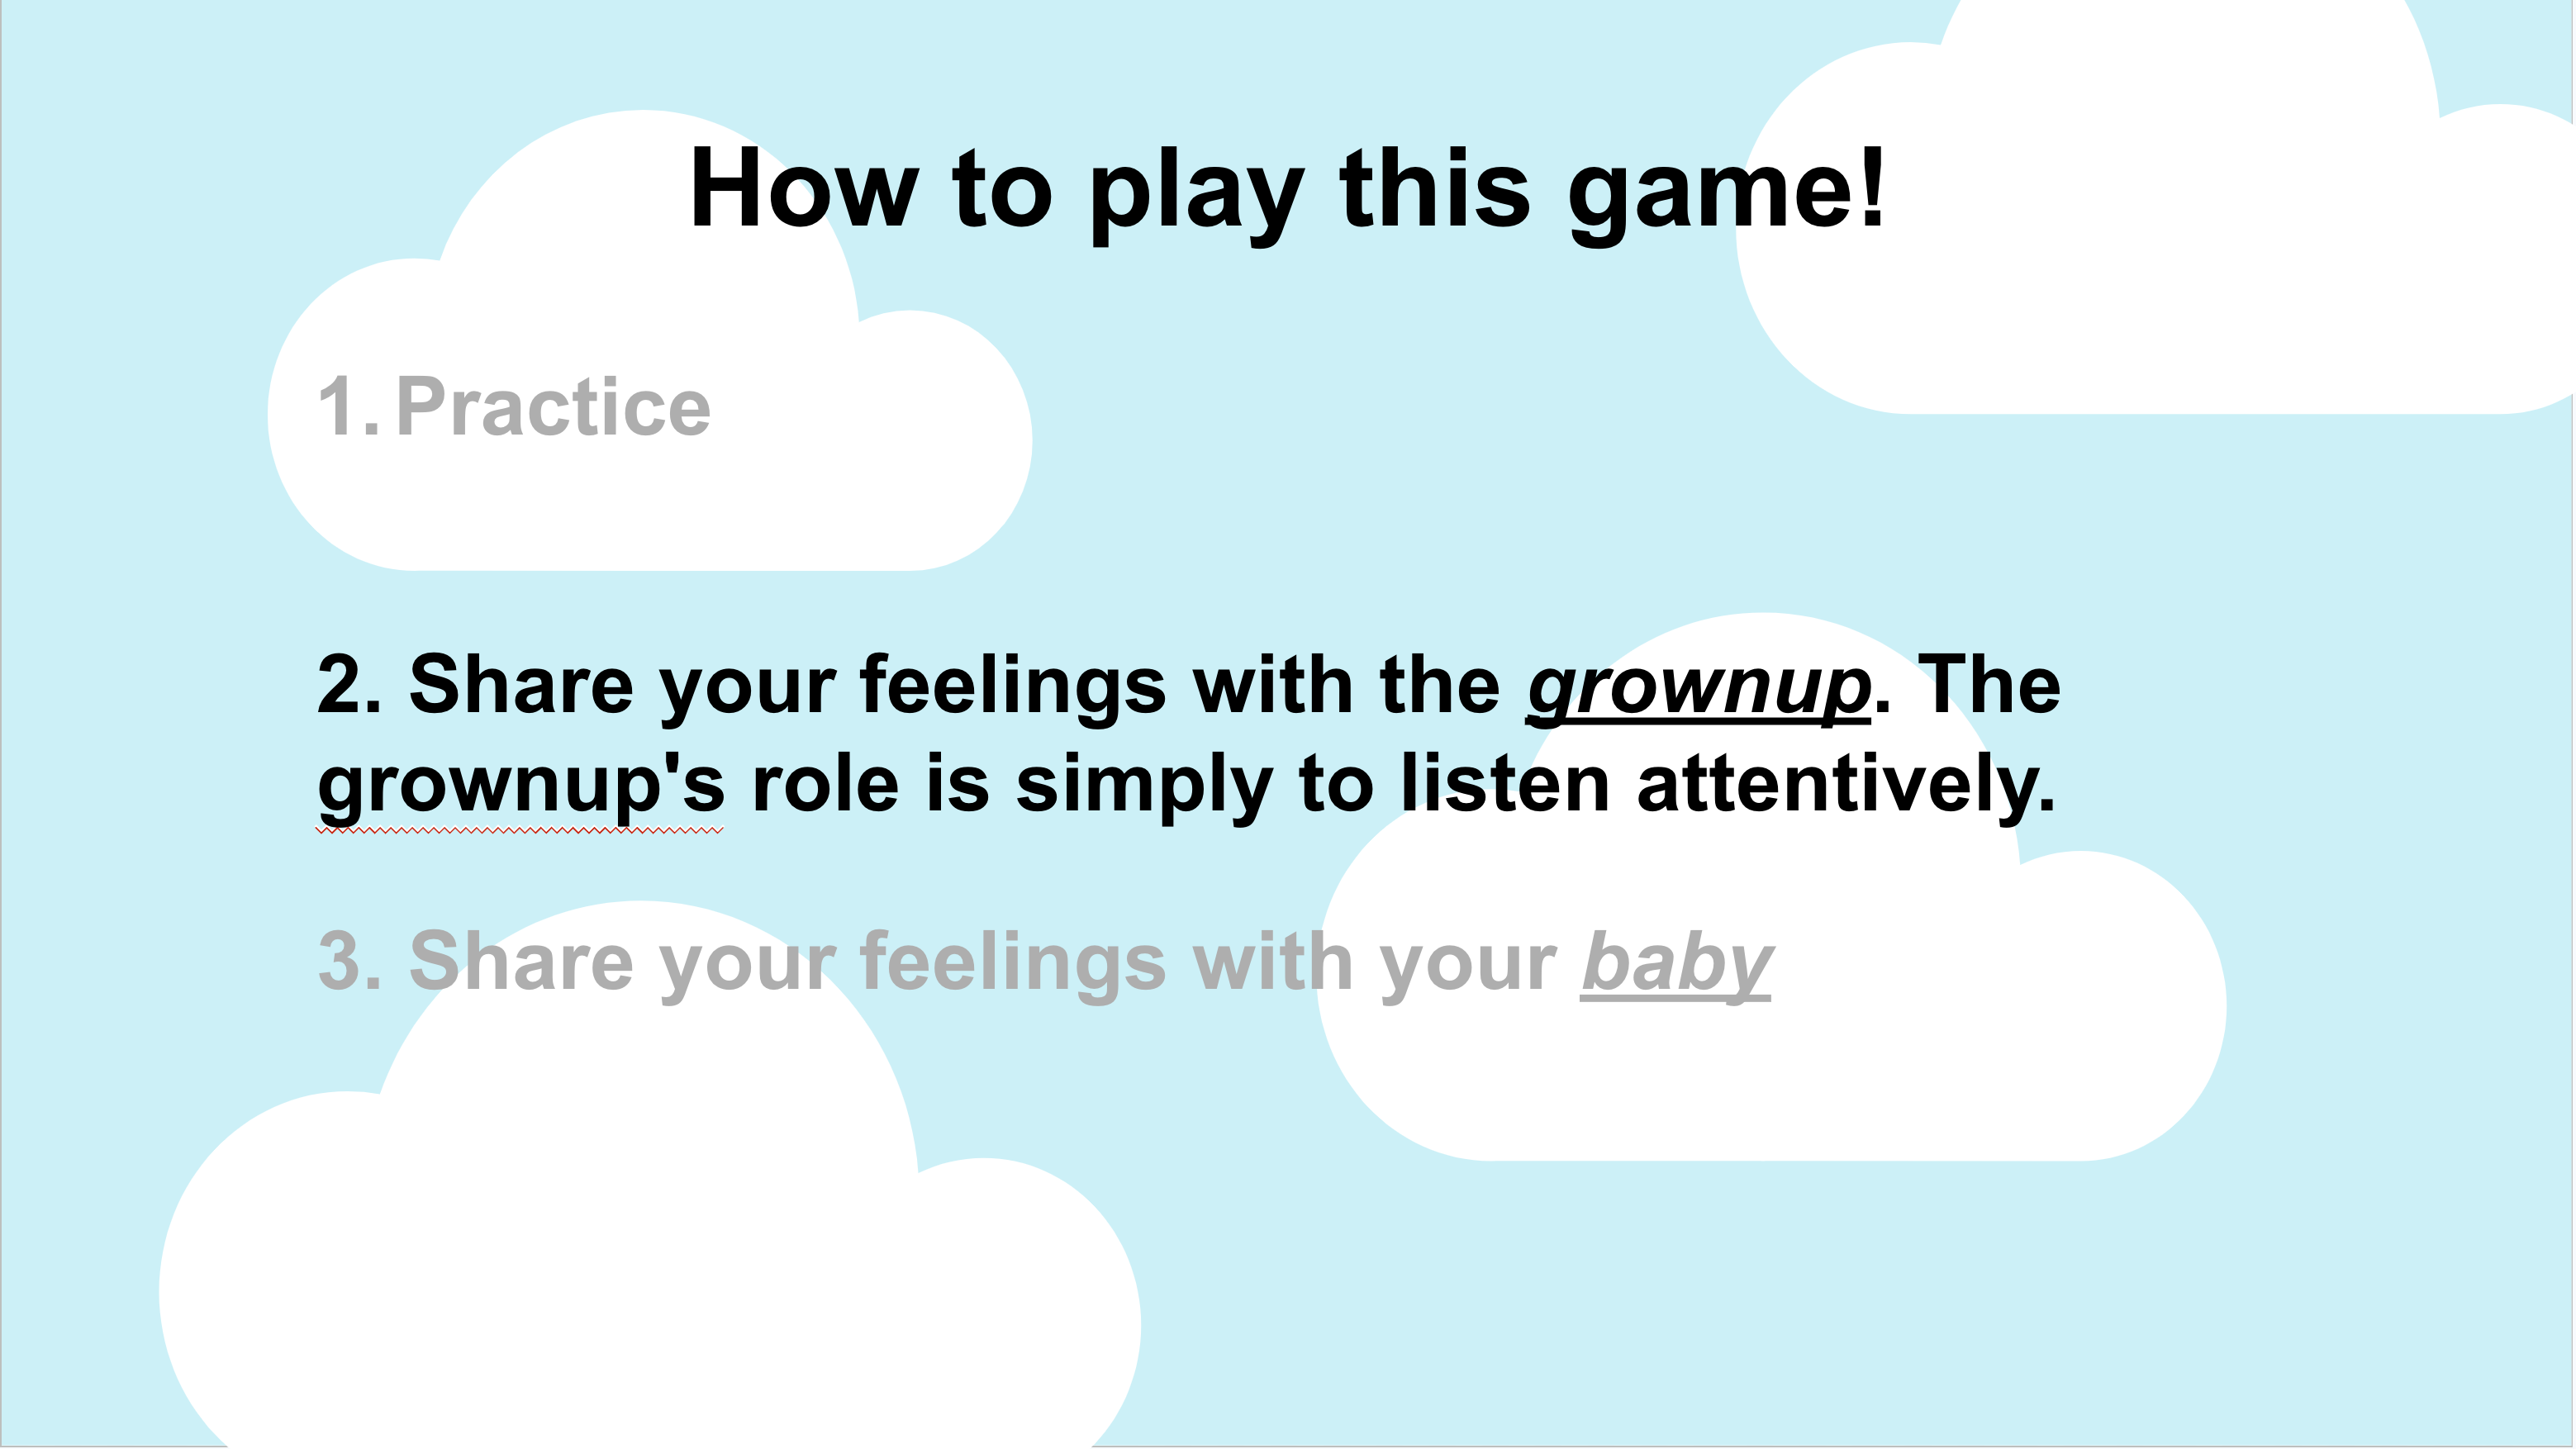 How to play this game!
1. Practice
2. Share your feelings with the grownup. The
grownup's role is simply to listen attentively.
3. Share your feelings with your baby